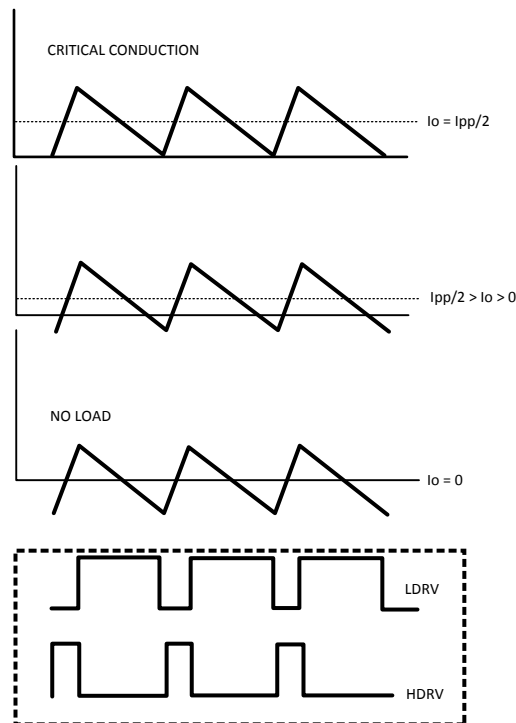 CRITICAL CONDUCTION
Io = Ipp/2
Ipp/2 > Io > 0
NO LOAD
Io = 0
LDRV
HDRV